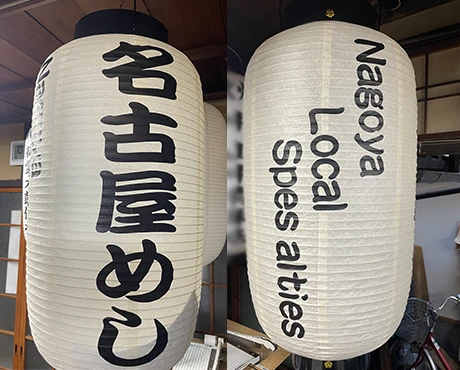 名古屋めし
Nagoya
Local
Spes alties